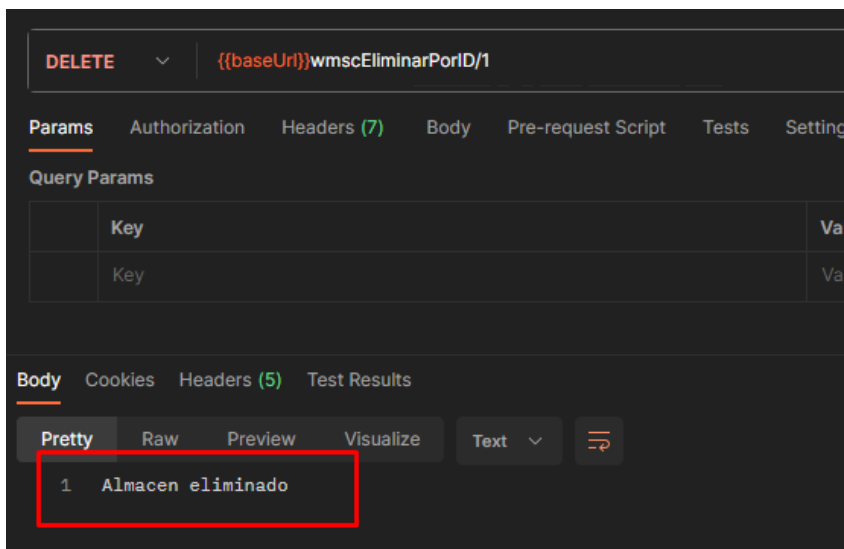 DELETE {{baseUrl}}wmscEliminarPorID/1
Params Authorization Headers (7) Body Pre-request Script Tests Setting
Query Params
Key Va
Key Va
Body Cookies Headers (5) Test Results
Pretty Raw Preview Visualize Text
1 Almacen eliminado